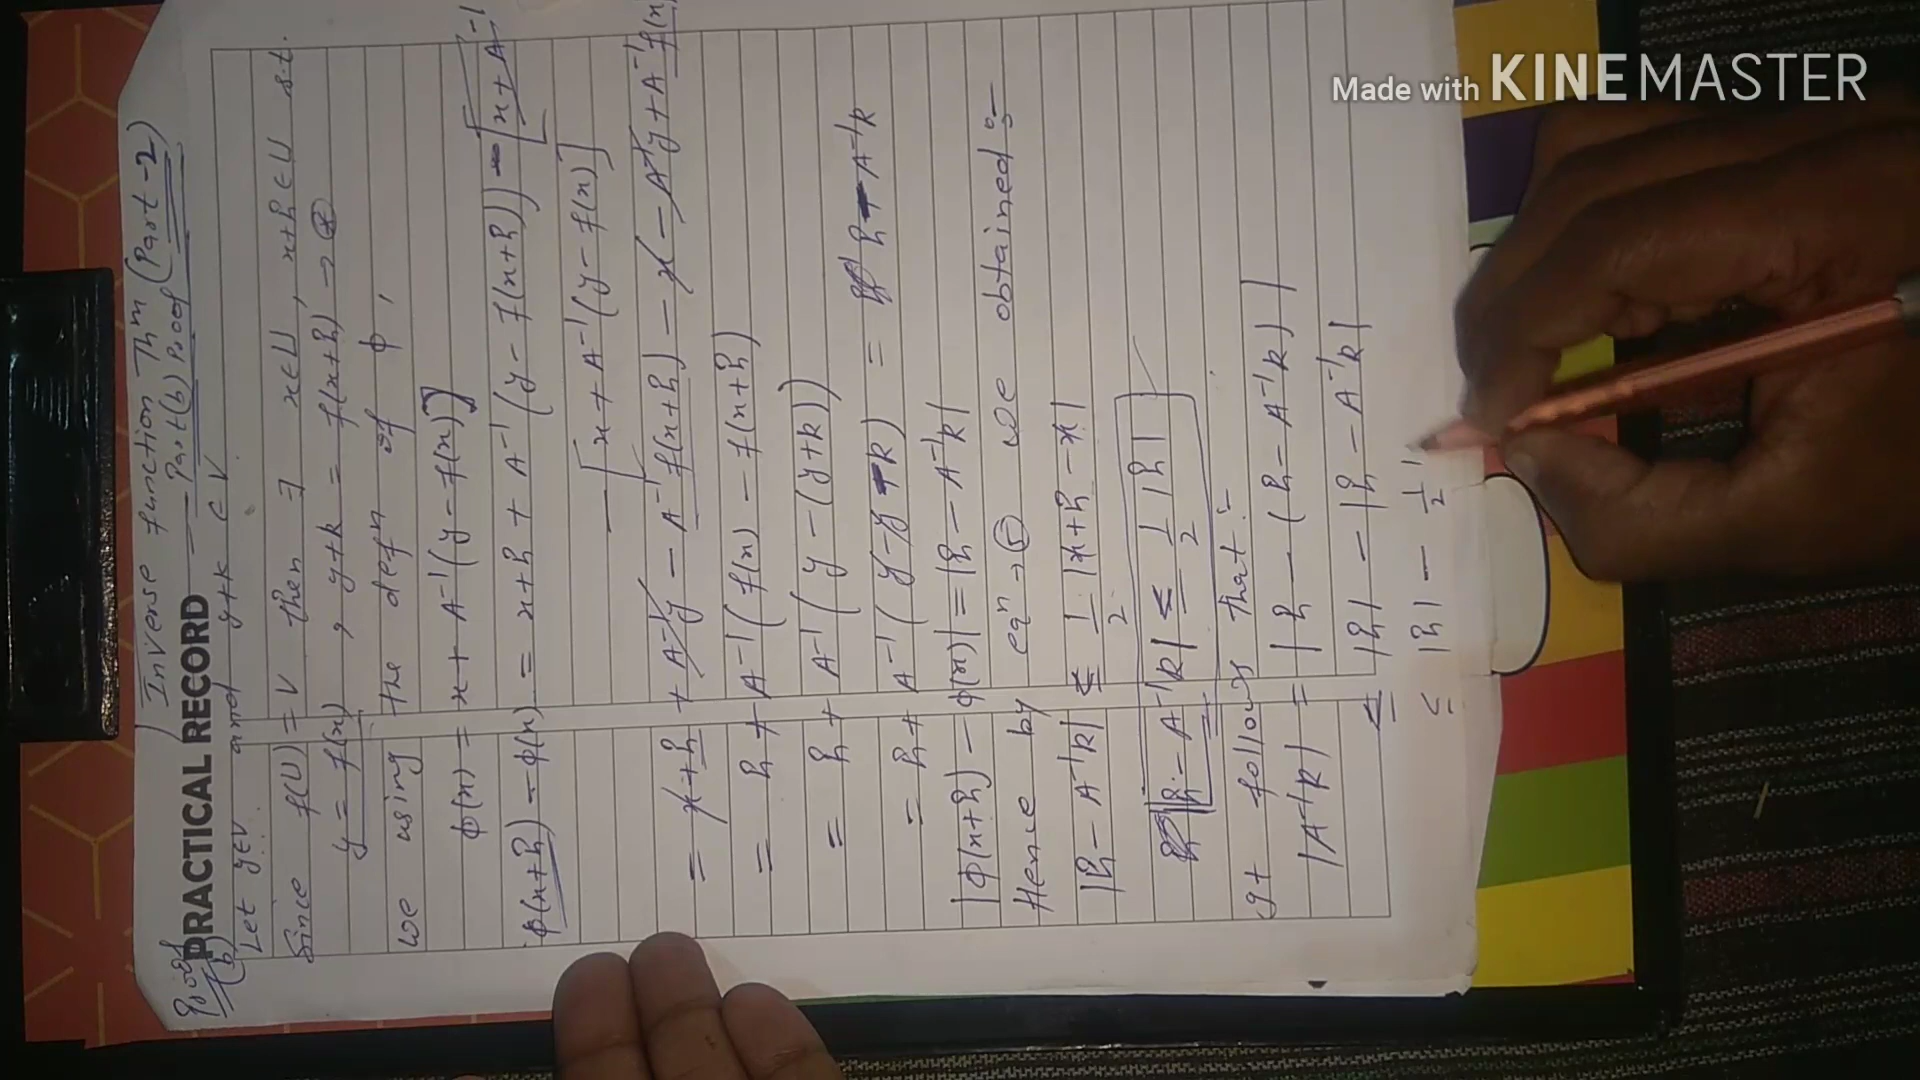 Made with KINEMASTER
Inverse function Thm (Part-2)
Proof Part(b) Proof
PRACTICAL RECORD
(b) Let y∈V and y+k ∈ V
Since f(U) = V then ∃ x∈U, x+h∈U s.t.
y = f(x) , y+k = f(x+h) → ⊛
we using the defn of φ,
φ(x) = x + A⁻¹(y - f(x))
φ(x+h) - φ(x) = x+h + A⁻¹(y - f(x+h)) - [x + A⁻¹
- [x + A⁻¹(y - f(x))]
= x+h + A⁻¹y - A⁻¹f(x+h) - x - A⁻¹y + A⁻¹f(x)
= h + A⁻¹(f(x) - f(x+h))
= h + A⁻¹(y - (y+k))
= h + A⁻¹(y - y - k) = h - A⁻¹k
|φ(x+h) - φ(x)| = |h - A⁻¹k|
Hence by eqn → ⑤ we obtained :-
|h - A⁻¹k| ≤ 1/2 |x+h-x|
|h - A⁻¹k| ≤ 1/2 |h|
gt follows that :-
|A⁻¹k| = |h - (h - A⁻¹k)|
≤ |h| - |h - A⁻¹k|
≤ |h| - 1/2 |